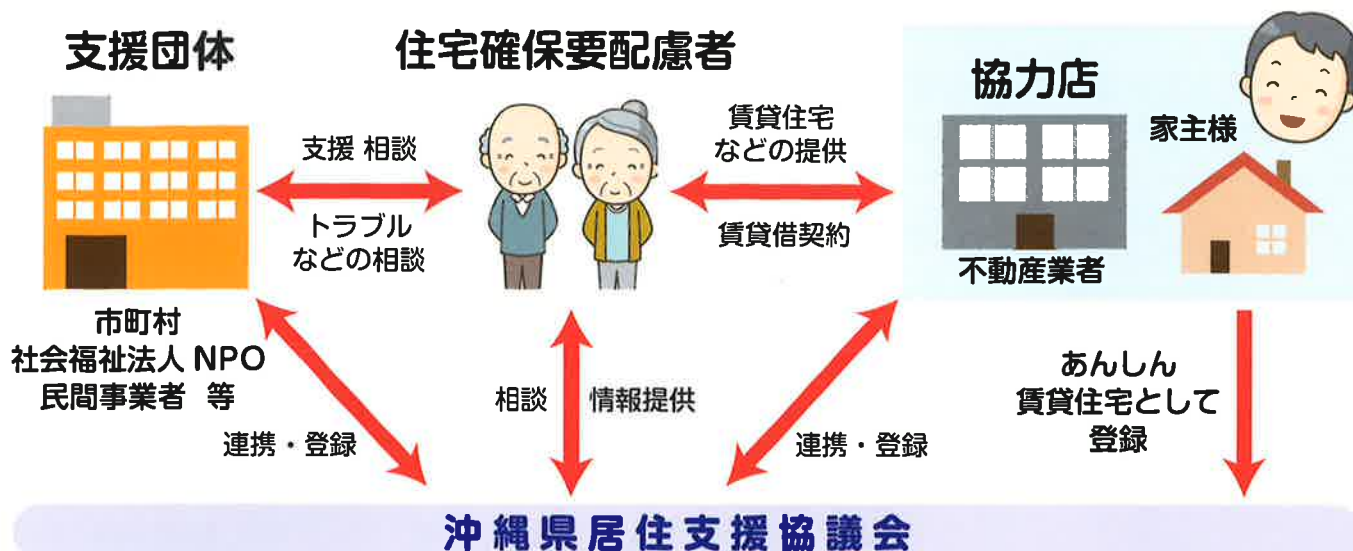 支援団体
住宅確保要配慮者
協力店
家主様
支援 相談
トラブル
などの相談
賃貸住宅
などの提供
賃貸借契約
不動産業者
市町村
社会福祉法人 NPO
民間事業者 等
連携・登録
相談
情報提供
連携・登録
あんしん
賃貸住宅として
登録
沖縄県居住支援協議会